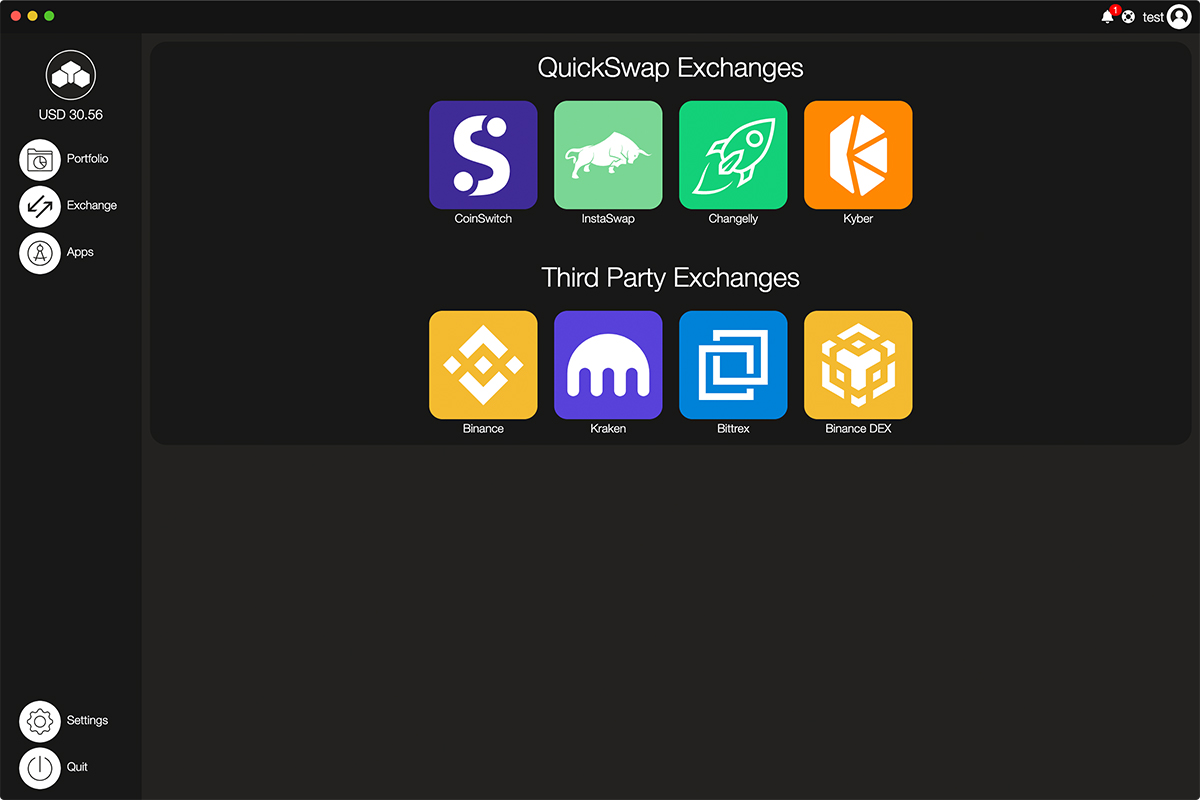 1
test
USD 30.56
Portfolio
Exchange
Apps
QuickSwap Exchanges
CoinSwitch
InstaSwap
Changelly
Kyber
Third Party Exchanges
Binance
Kraken
Bittrex
Binance DEX
Settings
Quit